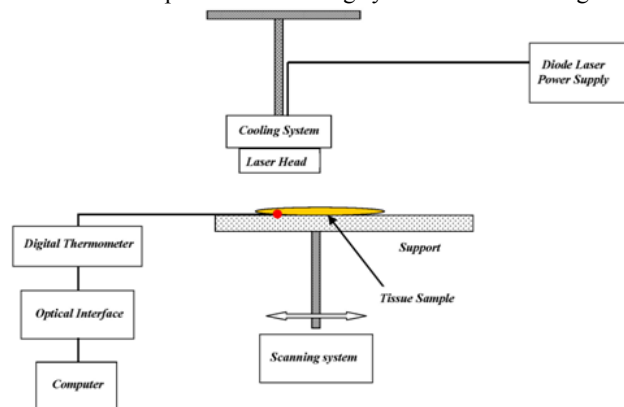 Diode Laser
Power Supply
Cooling System
Laser Head
Digital Thermometer
Support
Tissue Sample
Optical Interface
Scanning system
Computer